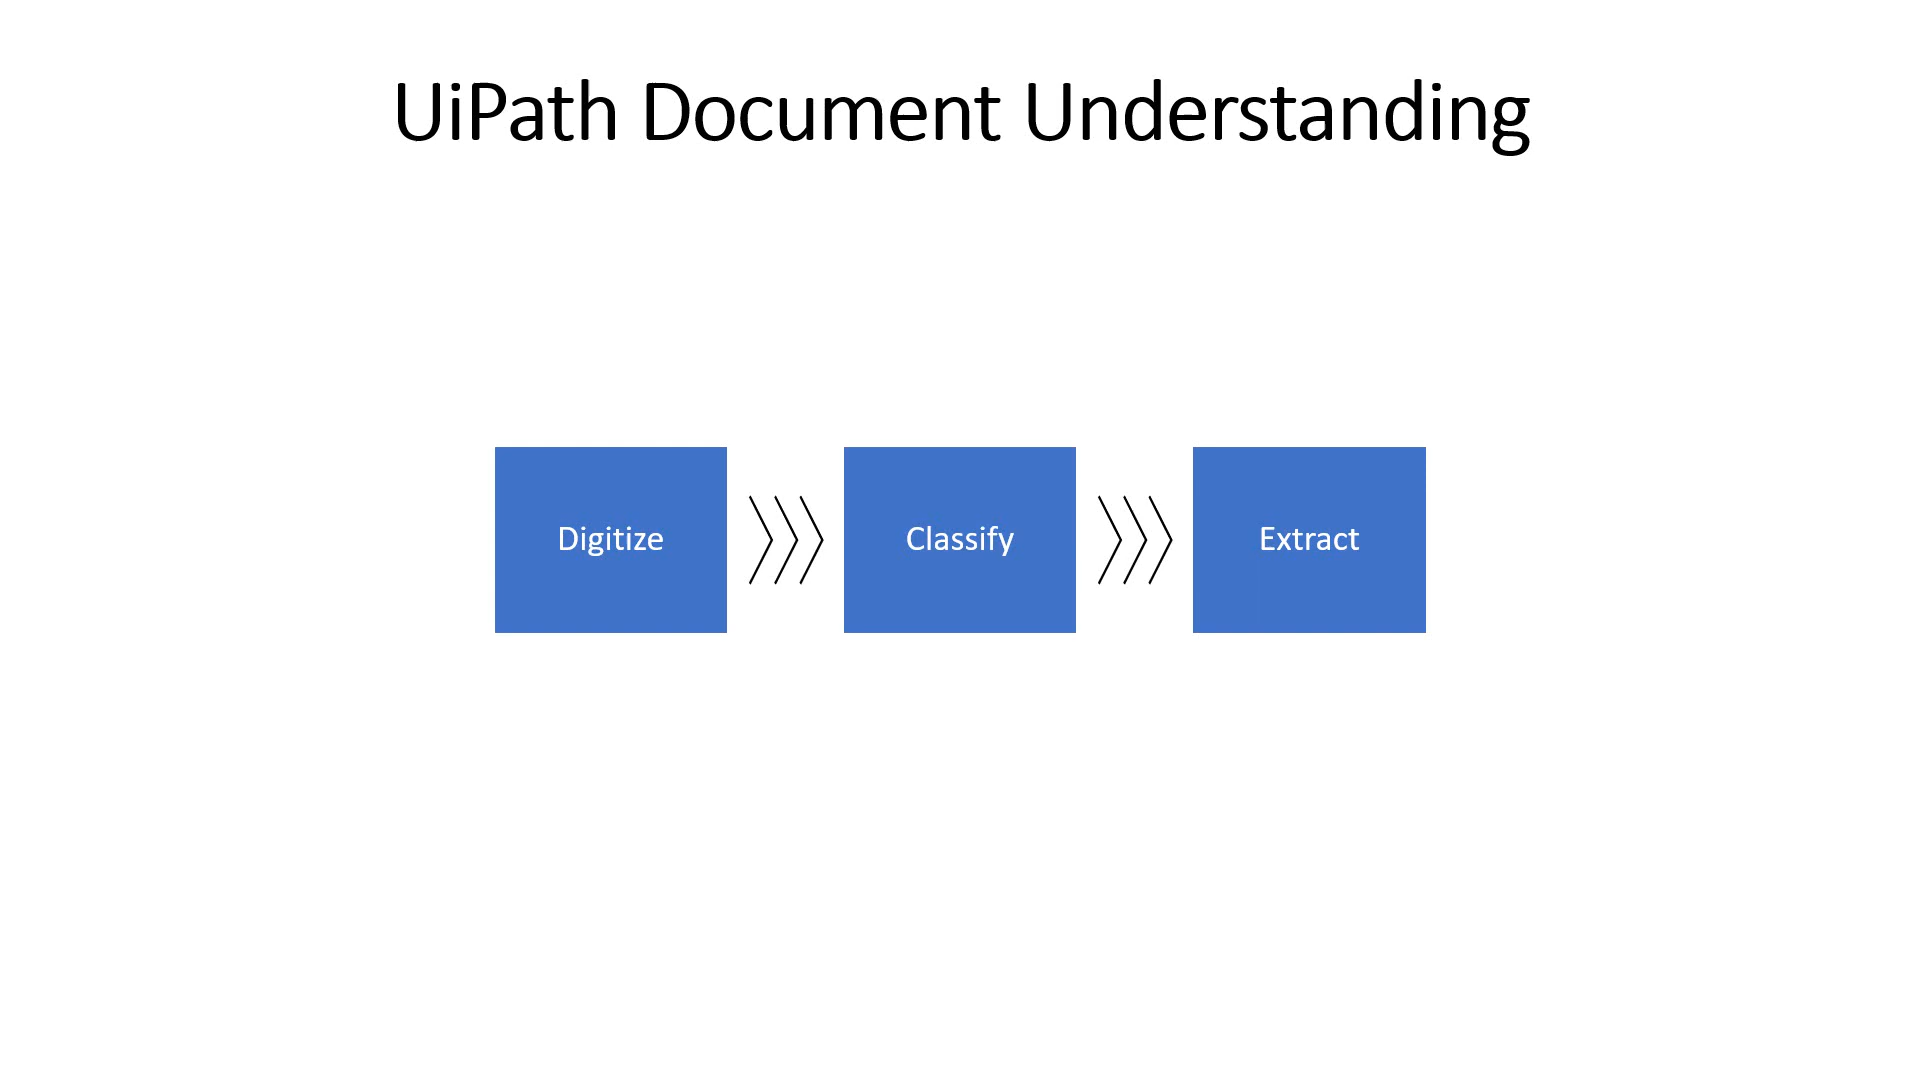 UiPath Document Understanding
Digitize
Classify
Extract